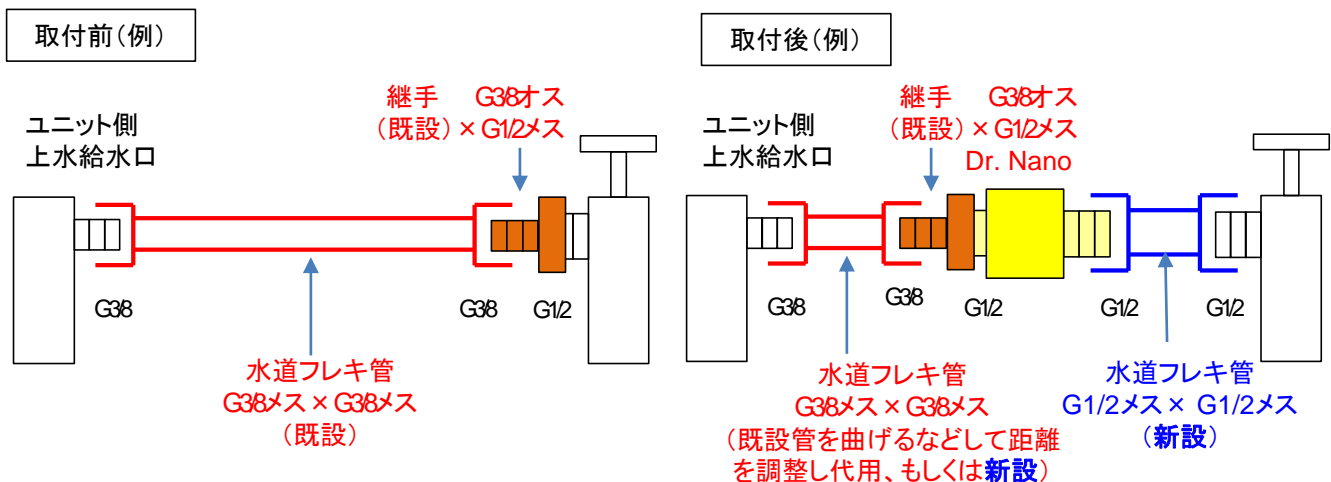 取付前(例)
ユニット側
上水給水口
継手 G3/8オス
(既設)×G1/2メス
G3/8
G3/8
G1/2
水道フレキ管
G3/8メス×G3/8メス
(既設)
取付後(例)
ユニット側
上水給水口
継手 G3/8オス
(既設)×G1/2メス
Dr. Nano
G3/8
G3/8
G1/2
G1/2
G1/2
水道フレキ管
G3/8メス×G3/8メス
(既設管を曲げるなどして距離
を調整し代用、もしくは新設)
水道フレキ管
G1/2メス× G1/2メス
(新設)